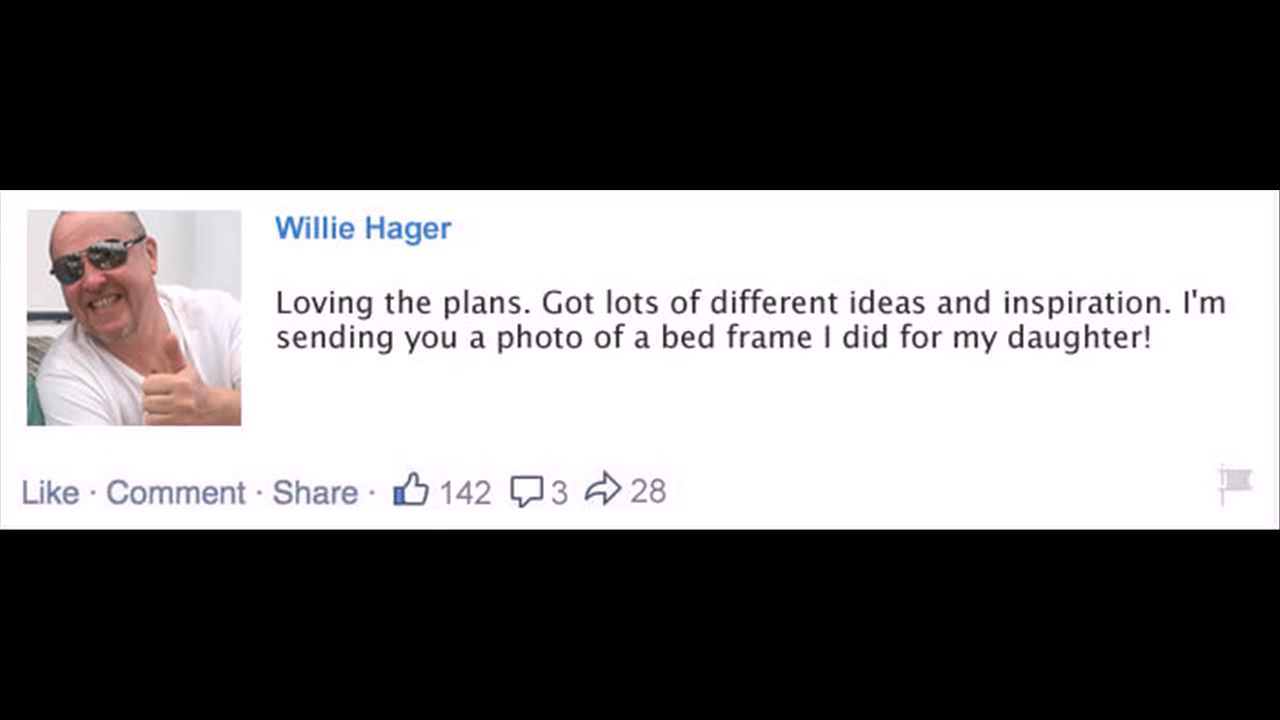 Willie Hager
Loving the plans. Got lots of different ideas and inspiration. I'm
sending you a photo of a bed frame I did for my daughter!
Like · Comment · Share · 142 3 28